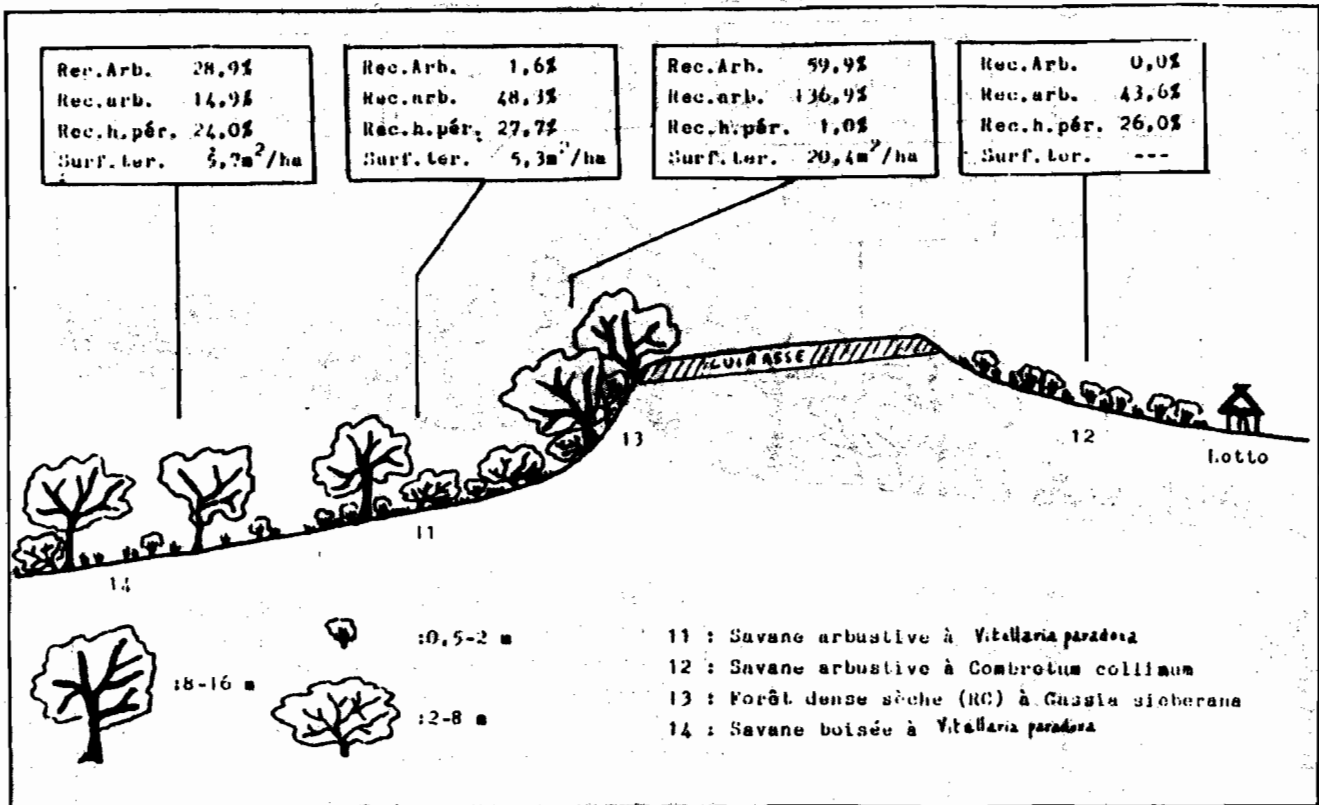 Rec.Arb. 28,9%
Rec.arb. 14,9%
Rec.h.pér. 24,0%
Surf.ter. m²/ha
Rec.Arb. 1,6%
Rec.arb. 48,3%
Rec.h.pér. 27,7%
Surf.ter. 5,3m²/ha
Rec.Arb. 59,9%
Rec.arb. 136,9%
Rec.h.pér. 1,0%
Surf.ter. 20,4m²/ha
Rec.Arb. 0,0%
Rec.arb. 43,6%
Rec.h.pér. 26,0%
Surf.ter. ---
CUIRASSE
13
12
Lotto
11
14
:8-16 m
:0,5-2 m
:2-8 m
11 : Savane arbustive à Vitellaria paradoxa
12 : Savane arbustive à Combretum collinum
13 : Forêt dense sèche (RC) à Cassia sieberana
14 : Savane boisée à Vitellaria paradoxa